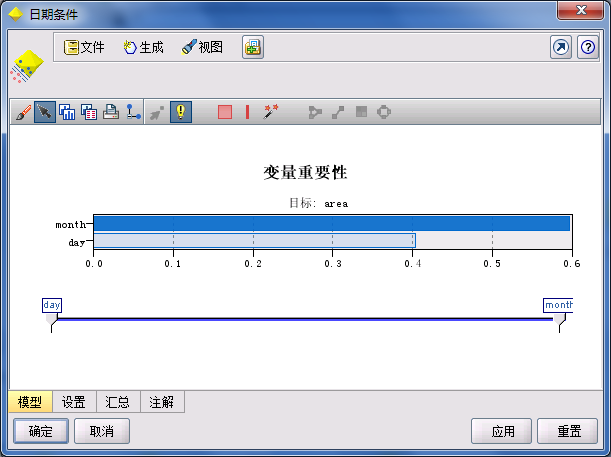 日期条件
文件 生成 视图
变量重要性
目标: area
month
day
0.0 0.1 0.2 0.3 0.4 0.5 0.6
day month
模型 设置 汇总 注解
确定 取消 应用 重置